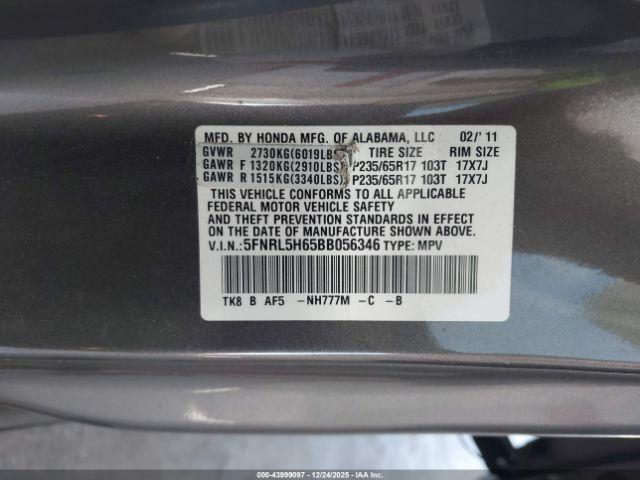 MFD. BY HONDA MFG. OF ALABAMA, LLC 02/'11
GVWR 2730KG(6019LBS) TIRE SIZE RIM SIZE
GAWR F 1320KG(2910LBS) P235/65R17 103T 17X7J
GAWR R 1515KG(3340LBS) P235/65R17 103T 17X7J
THIS VEHICLE CONFORMS TO ALL APPLICABLE
FEDERAL MOTOR VEHICLE SAFETY
AND THEFT PREVENTION STANDARDS IN EFFECT
ON THE DATE OF MANUFACTURE SHOWN ABOVE.
V.I.N.: 5FNRL5H65BB056346 TYPE: MPV
TK8 B AF5 -NH777M -C -B
000-43999097 - 12/24/2025 - IAAI.COM